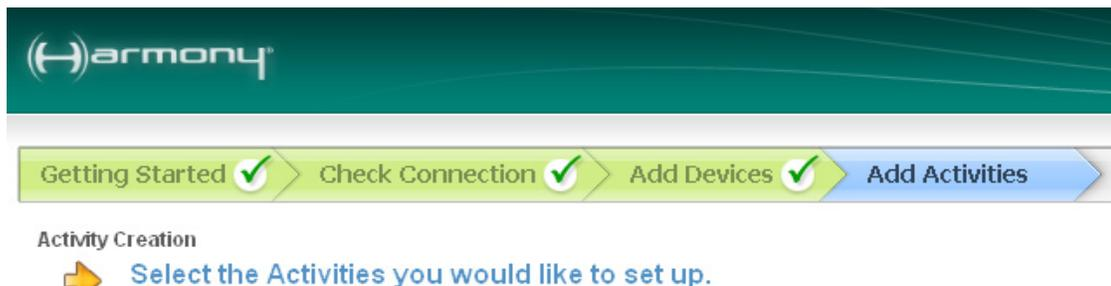 Harmony®
Getting Started Check Connection Add Devices Add Activities
Activity Creation
Select the Activities you would like to set up.